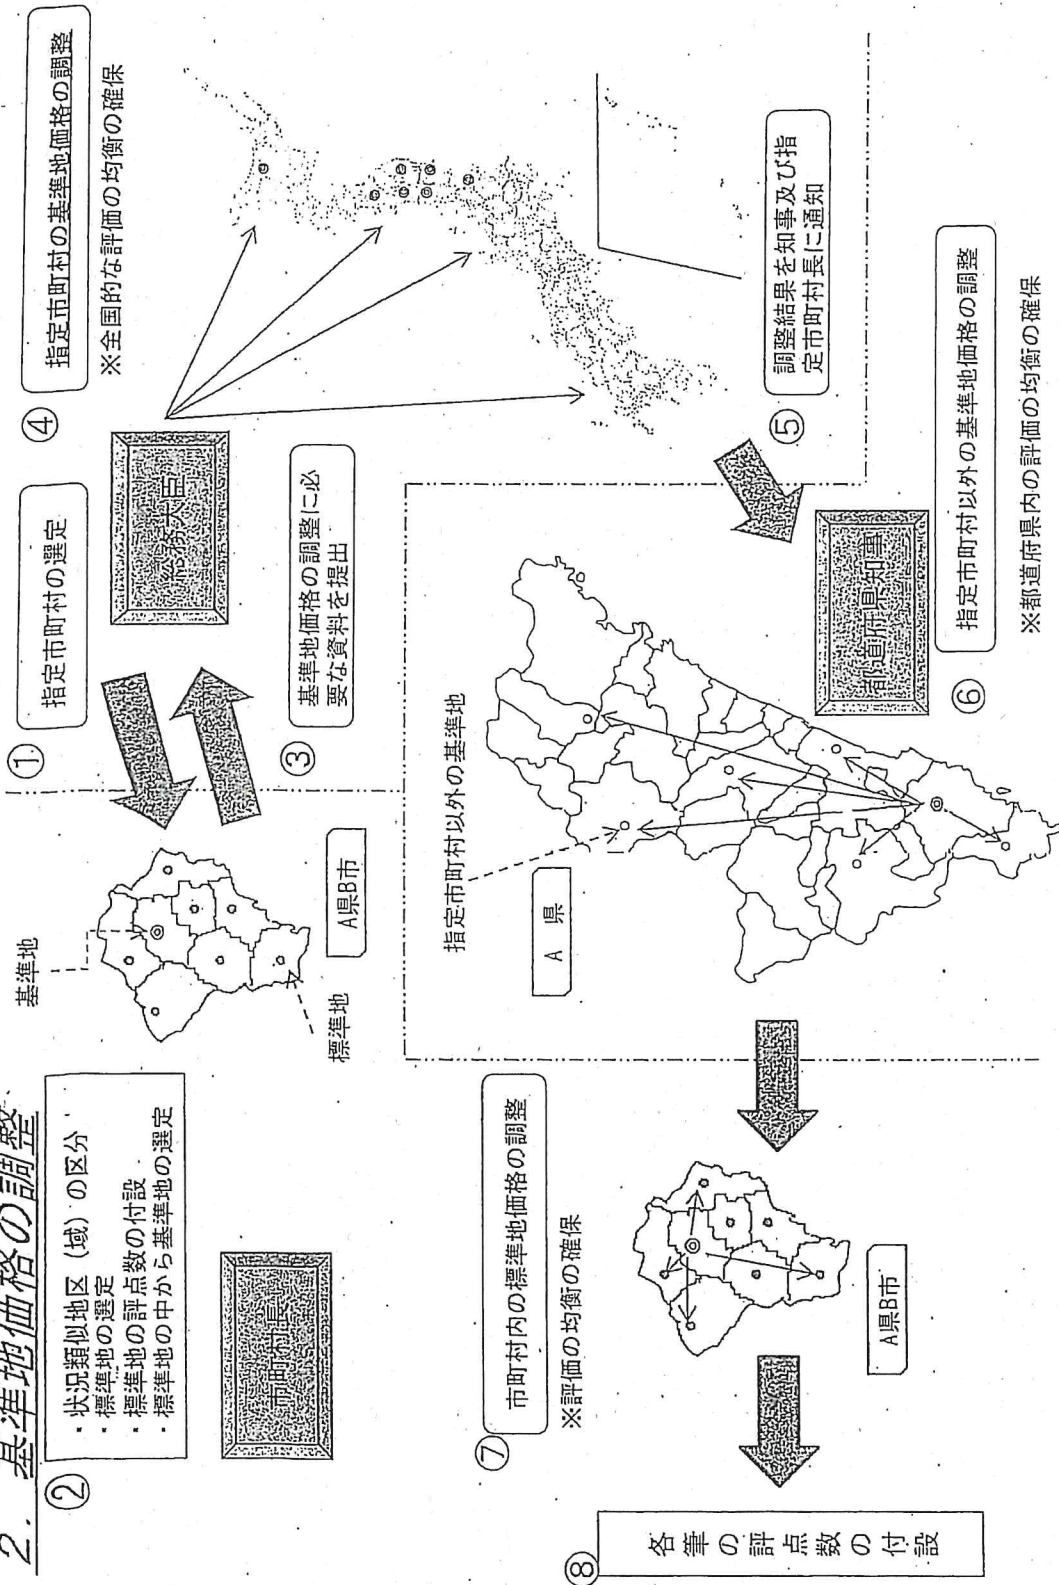 2. 基準地価格の調整
①
指定市町村の選定
②
・状況類似地区（域）の区分
・標準地の選定
・標準地の評点数の付設
・標準地の中から基準地の選定
市町村長
基準地
標準地
A県B市
③
基準地価格の調整に必
要な資料を提出
総務大臣
④
指定市町村の基準地価格の調整
※全国的な評価の均衡の確保
⑤
調整結果を知事及び指
定市町村長に通知
都道府県知事
⑥
指定市町村以外の基準地価格の調整
※都道府県内の評価の均衡の確保
指定市町村以外の基準地
A 県
⑦
市町村内の標準地価格の調整
※評価の均衡の確保
A県B市
⑧
各筆の評点数の付設